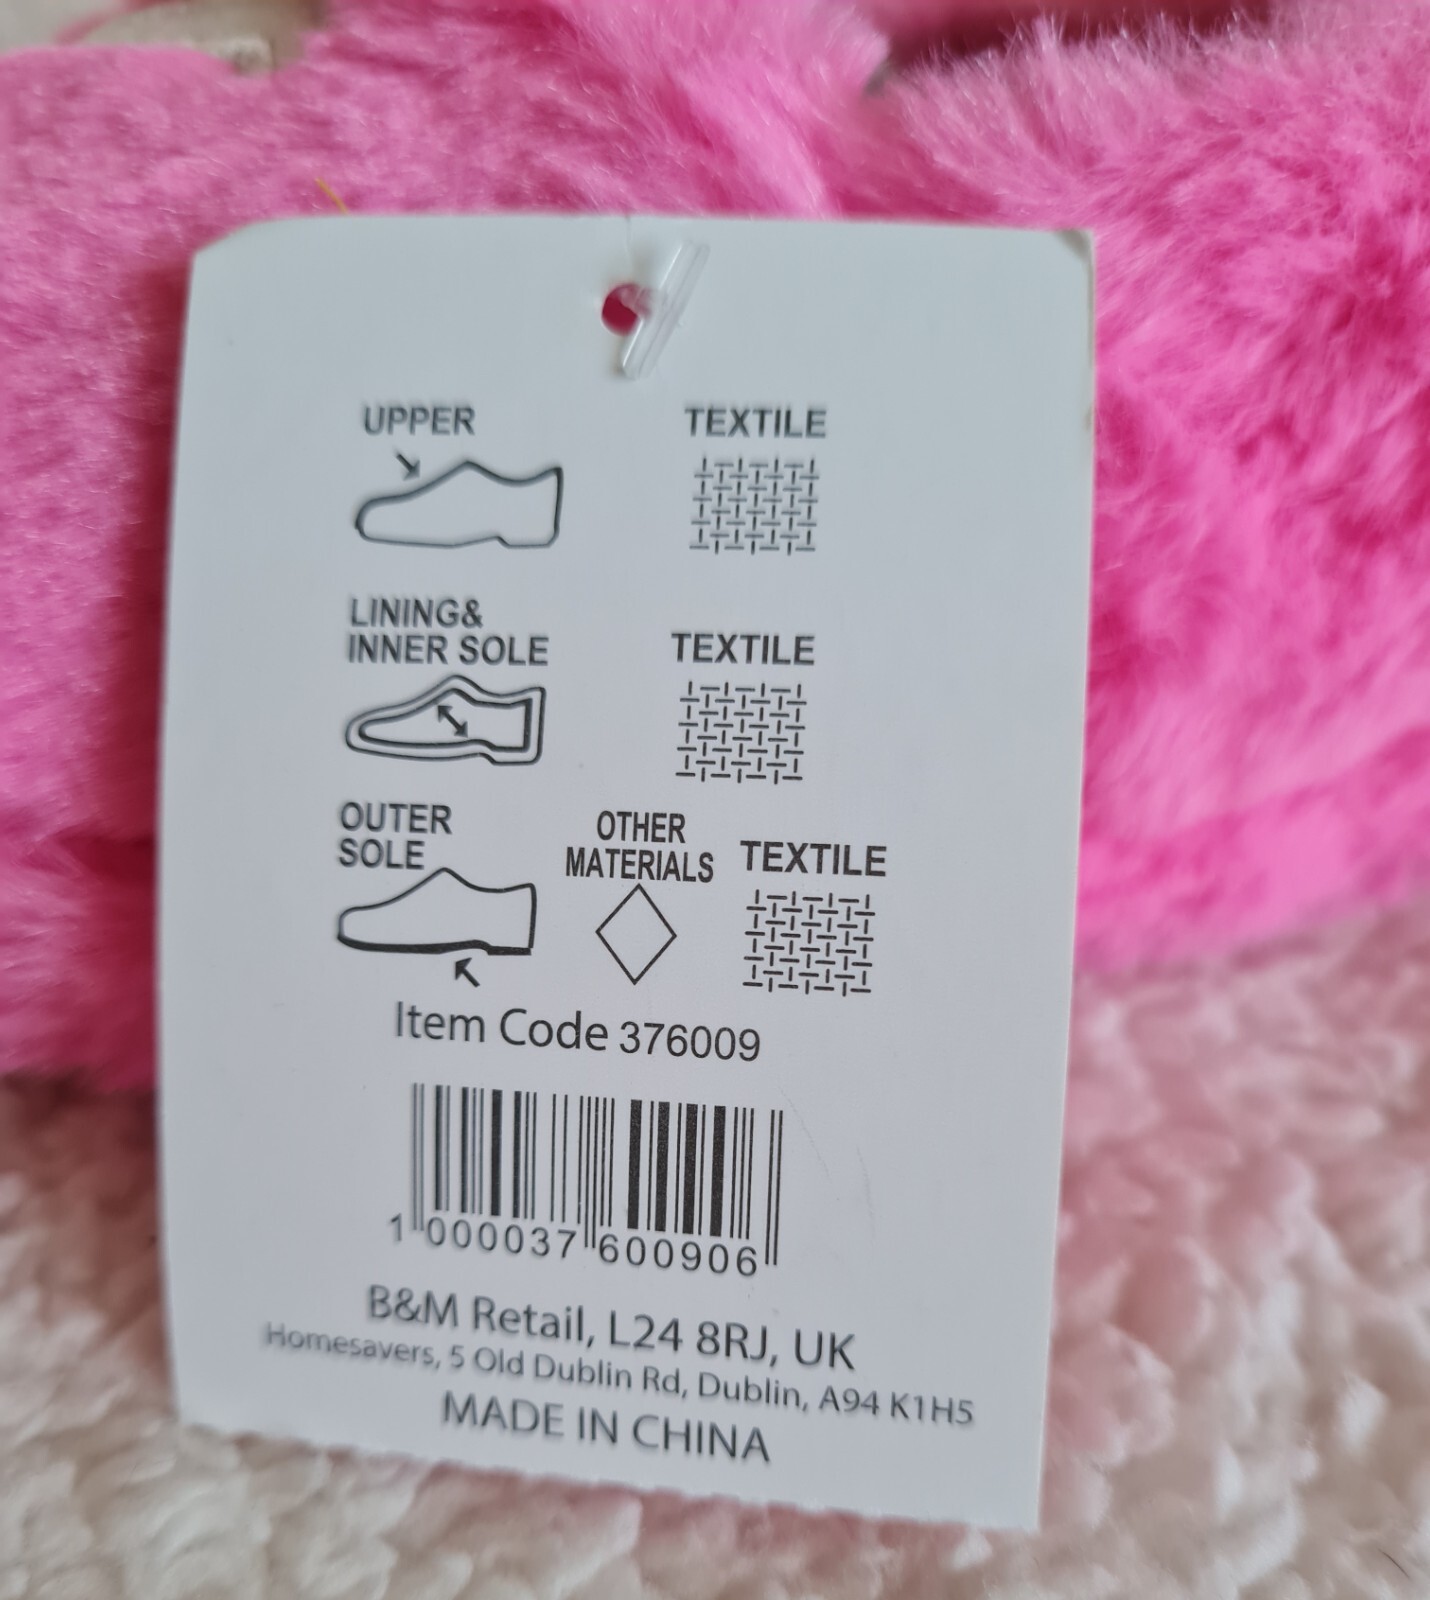 UPPER
TEXTILE
LINING&
INNER SOLE
TEXTILE
OUTER
SOLE
OTHER
MATERIALS
TEXTILE
Item Code 376009
1 000037 600906
B&M Retail, L24 8RJ, UK
Homesavers, 5 Old Dublin Rd, Dublin, A94 K1H5
MADE IN CHINA